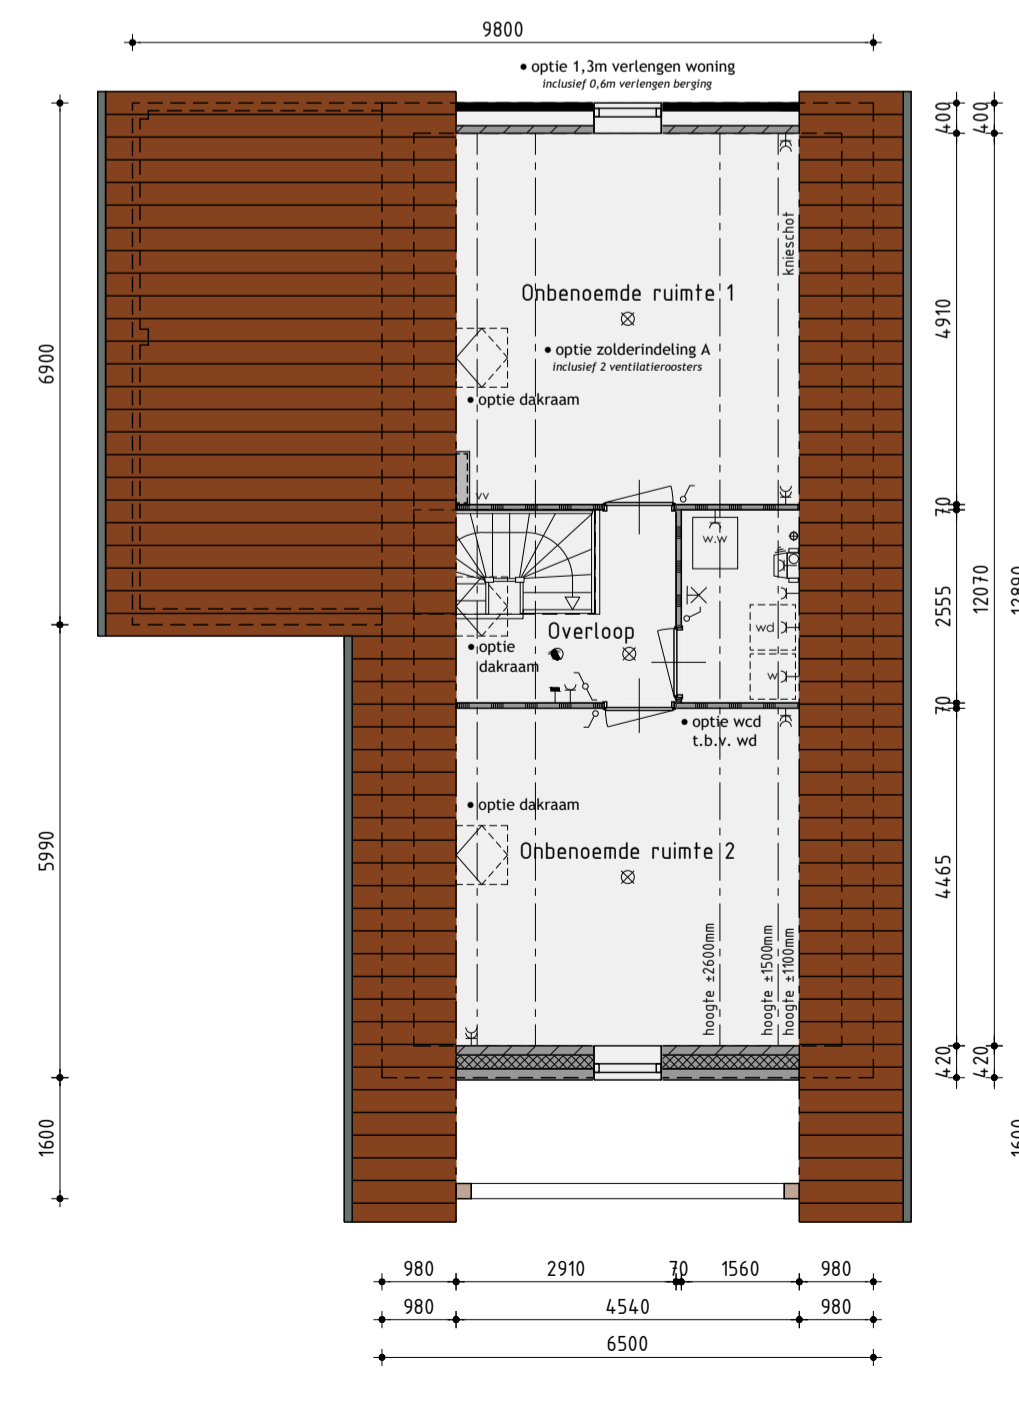 9800
• optie 1,3m verlengen woning
inclusief 0,6m verlengen berging
400
400
knieschot
Onbenoemde ruimte 1
4910
• optie zolderindeling A
inclusief 2 ventilatieroosters
6900
• optie dakraam
vv
70
w.w
2555
12070
12890
wd
Overloop
• optie
dakraam
w
70
• optie wcd
t.b.v. wd
• optie dakraam
5990
Onbenoemde ruimte 2
4465
hoogte ±2600mm
hoogte ±1500mm
hoogte ±1100mm
420
420
1600
1600
980 2910 70 1560 980
980 4540 980
6500